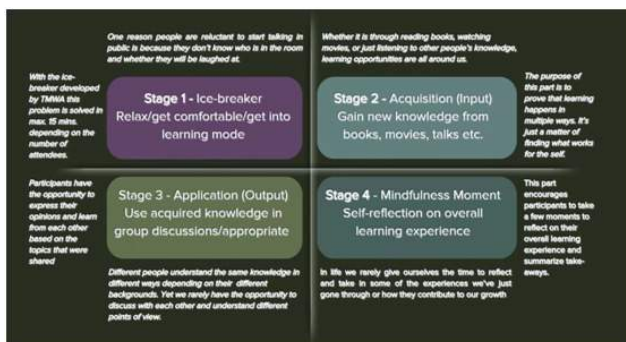 One reason people are reluctant to start talking in
public is because they don't know who is in the room
and whether they will be laughed at.
With the ice-
breaker developed
by TMWA this
problem is solved in
max. 15 mins.
depending on the
number of
attendees.
Stage 1 - Ice-breaker
Relax/get comfortable/get into
learning mode
Whether it is through reading books, watching
movies, or just listening to other people's knowledge,
learning opportunities are all around us.
Stage 2 - Acquisition (Input)
Gain new knowledge from
books, movies, talks etc.
The purpose of
this part is to
prove that learning
happens in
multiple ways. It's
just a matter of
finding what works
for the self.
Participants have
the opportunity to
express their
opinions and learn
from each other
based on the
topics that were
shared
Stage 3 - Application (Output)
Use acquired knowledge in
group discussions/appropriate
Different people understand the same knowledge in
different ways depending on their different
backgrounds. Yet we rarely have the opportunity to
discuss with each other and understand different
points of view.
Stage 4 - Mindfulness Moment
Self-reflection on overall
learning experience
This part
encourages
participants to take
a few moments to
reflect on their
overall learning
experience and
summarize take-
aways.
In life we rarely give ourselves the time to reflect
and take in some of the experiences we've just
gone through or how they contribute to our growth